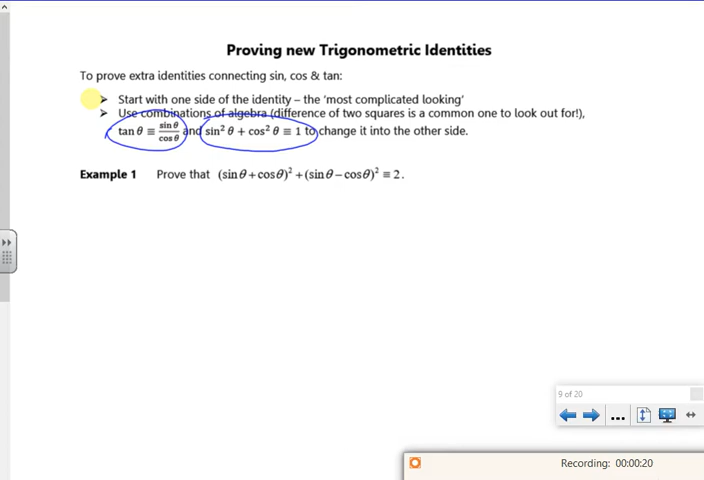 Proving new Trigonometric Identities
To prove extra identities connecting sin, cos & tan:
➤ Start with one side of the identity – the ‘most complicated looking’
➤ Use combinations of algebra (difference of two squares is a common one to look out for!),
tan θ ≡ sin θ / cos θ and sin² θ + cos² θ ≡ 1 to change it into the other side.
Example 1 Prove that (sin θ + cos θ)² + (sin θ − cos θ)² ≡ 2.
9 of 20
...
Recording: 00:00:20